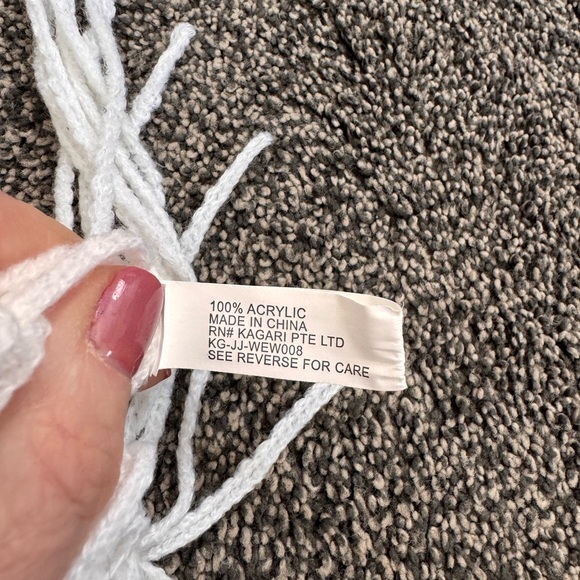 100% ACRYLIC
MADE IN CHINA
RN# KAGARI PTE LTD
KG-JJ-WEW008
SEE REVERSE FOR CARE